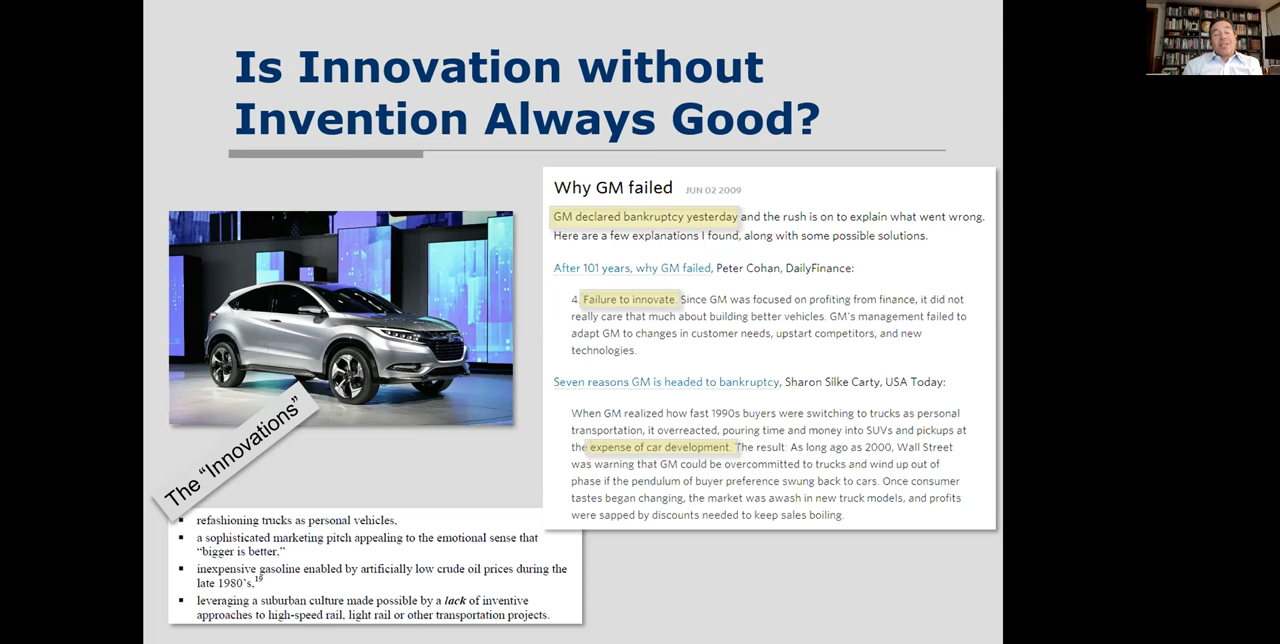 Is Innovation without
Invention Always Good?
Why GM failed JUN 02 2009
GM declared bankruptcy yesterday and the rush is on to explain what went wrong.
Here are a few explanations I found, along with some possible solutions.
After 101 years, why GM failed, Peter Cohan, DailyFinance:
4. Failure to innovate. Since GM was focused on profiting from finance, it did not
really care that much about building better vehicles. GM's management failed to
adapt GM to changes in customer needs, upstart competitors, and new
technologies.
Seven reasons GM is headed to bankruptcy, Sharon Silke Carty, USA Today:
When GM realized how fast 1990s buyers were switching to trucks as personal
transportation, it overreacted, pouring time and money into SUVs and pickups at
the expense of car development. The result: As long ago as 2000, Wall Street
was warning that GM could be overcommitted to trucks and wind up out of
phase if the pendulum of buyer preference swung back to cars. Once consumer
tastes began changing, the market was awash in new truck models, and profits
were sapped by discounts needed to keep sales boiling.
The “Innovations”
▪ refashioning trucks as personal vehicles,
▪ a sophisticated marketing pitch appealing to the emotional sense that
“bigger is better,”
▪ inexpensive gasoline enabled by artificially low crude oil prices during the
late 1980’s,19
▪ leveraging a suburban culture made possible by a lack of inventive
approaches to high-speed rail, light rail or other transportation projects.